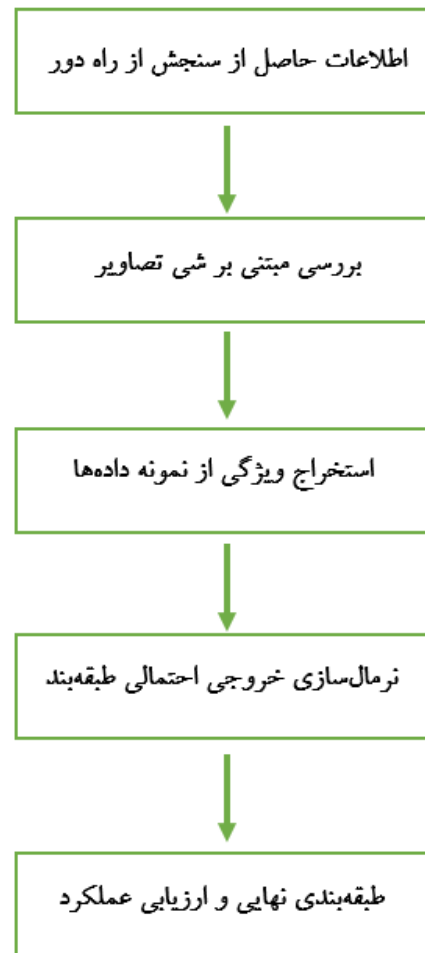 اطلاعات حاصل از سنجش از راه دور
بررسی مبتنی بر شی تصاویر
استخراج ویژگی از نمونه داده‌ها
نرمال‌سازی خروجی احتمالی طبقه‌بند
طبقه‌بندی نهایی و ارزیابی عملکرد